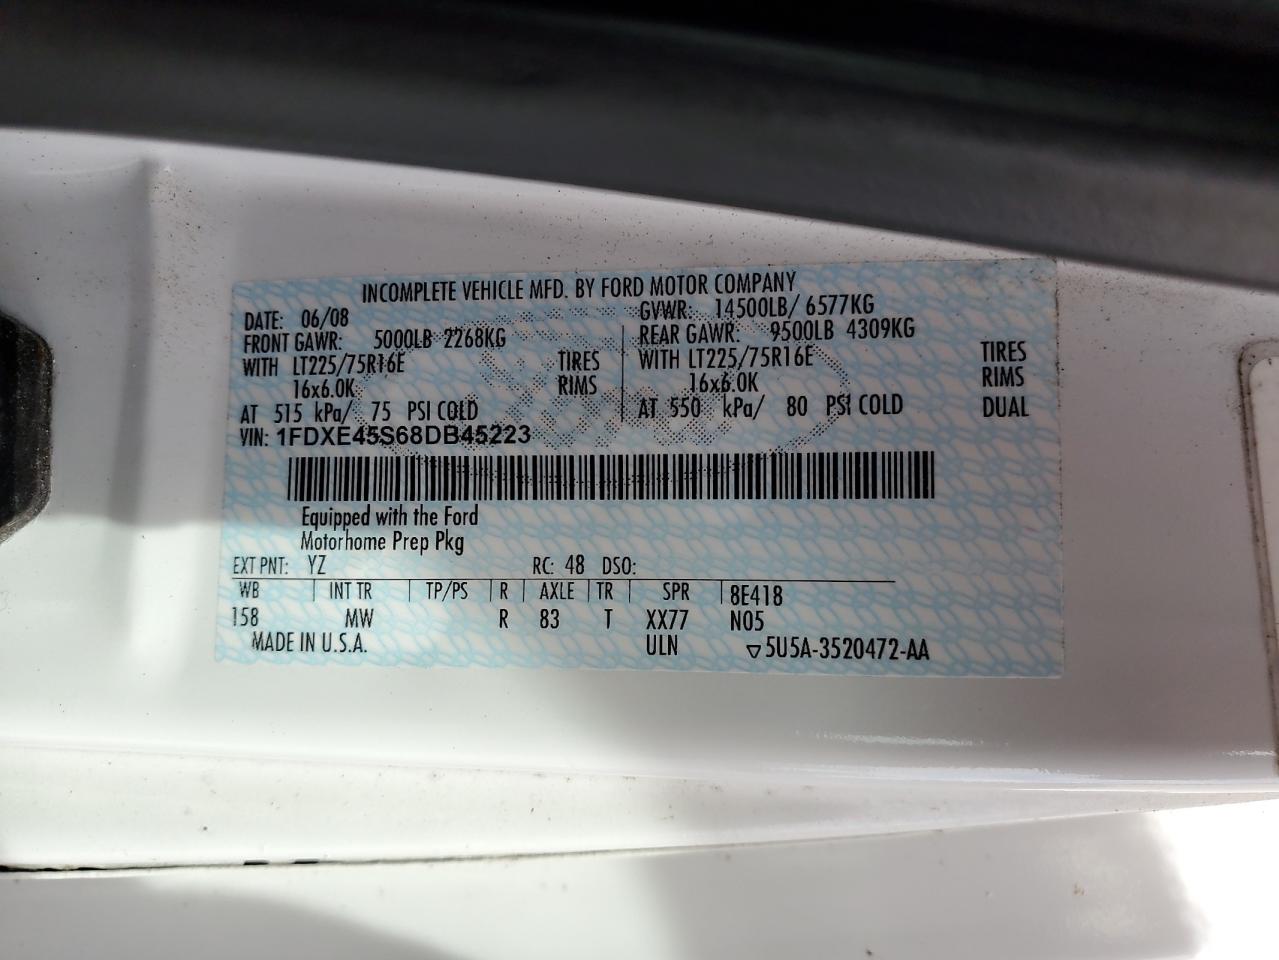 INCOMPLETE VEHICLE MFD. BY FORD MOTOR COMPANY
DATE: 06/08 GVWR: 14500LB/ 6577KG
FRONT GAWR: 5000LB 2268KG REAR GAWR: 9500LB 4309KG
WITH LT225/75R16E TIRES WITH LT225/75R16E TIRES
16x6.0K RIMS 16x6.0K RIMS
AT 515 kPa/ 75 PSI COLD AT 550 kPa/ 80 PSI COLD DUAL
VIN: 1FDXE45S68DB45223
Equipped with the Ford
Motorhome Prep Pkg
EXT PNT: YZ RC: 48 DSO:
WB INT TR TP/PS R AXLE TR SPR 8E418
158 MW R 83 T XX77 N05
MADE IN U.S.A. ULN ▽5U5A-3520472-AA